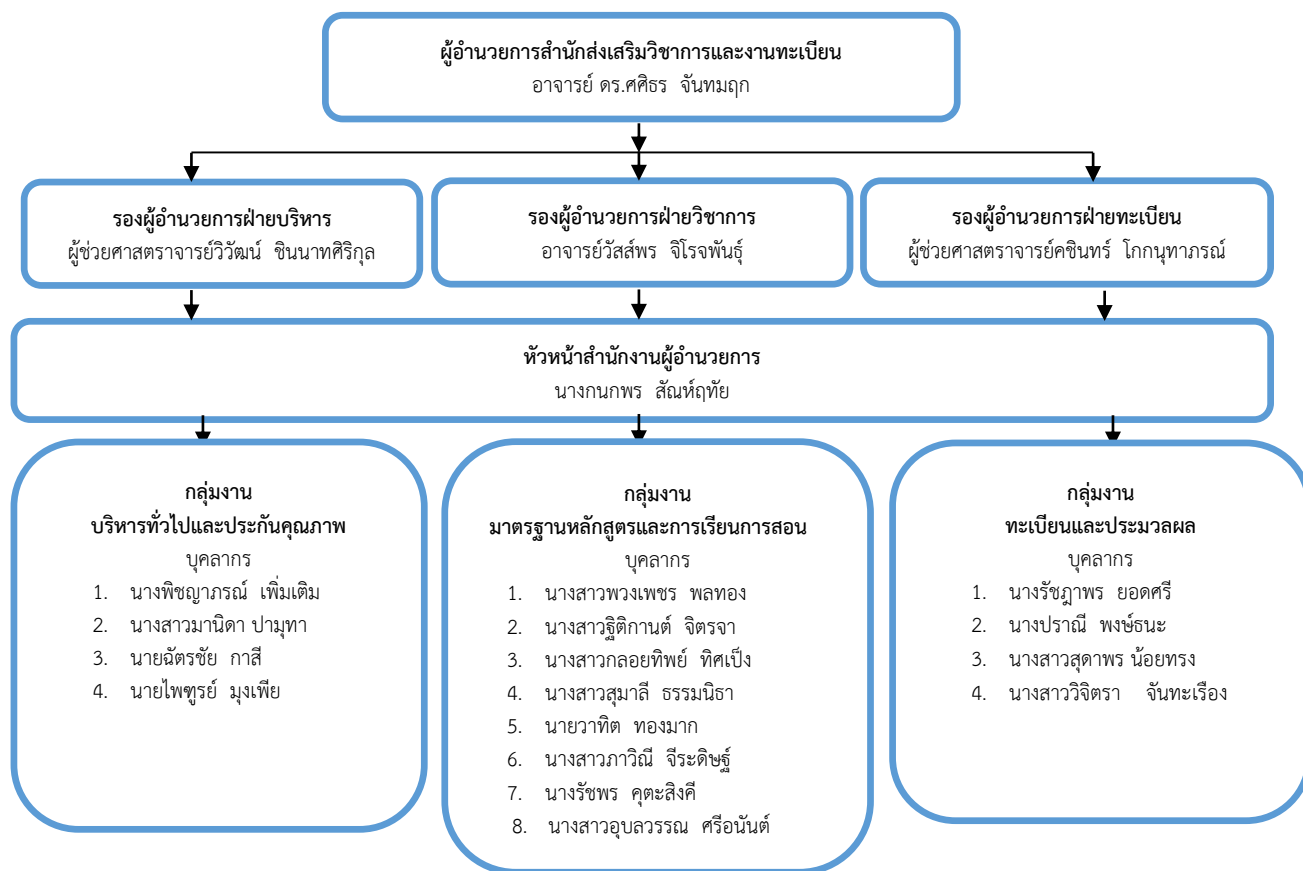 ผู้อำนวยการสำนักส่งเสริมวิชาการและงานทะเบียน
อาจารย์ ดร.ศศิธร จันทมฤก
รองผู้อำนวยการฝ่ายบริหาร
ผู้ช่วยศาสตราจารย์วิวัฒน์ ชินนาทศิริกุล
รองผู้อำนวยการฝ่ายวิชาการ
อาจารย์วัสส์พร จิโรจพันธุ์
รองผู้อำนวยการฝ่ายทะเบียน
ผู้ช่วยศาสตราจารย์คชินทร์ โกกนุทาภรณ์
หัวหน้าสำนักงานผู้อำนวยการ
นางกนกพร สัณห์ฤทัย
กลุ่มงาน
บริหารทั่วไปและประกันคุณภาพ
บุคลากร
1. นางพิชญาภรณ์ เพิ่มเติม
2. นางสาวมานิดา ปามุทา
3. นายฉัตรชัย กาสี
4. นายไพฑูรย์ มุงเพีย
กลุ่มงาน
มาตรฐานหลักสูตรและการเรียนการสอน
บุคลากร
1. นางสาวพวงเพชร พลทอง
2. นางสาวฐิติกานต์ จิตรจา
3. นางสาวกลอยทิพย์ ทิศเป็ง
4. นางสาวสุมาลี ธรรมนิธา
5. นายวาทิต ทองมาก
6. นางสาวภาวิณี จีระดิษฐ์
7. นางรัชพร คุตะสิงคี
8. นางสาวอุบลวรรณ ศรีอนันต์
กลุ่มงาน
ทะเบียนและประมวลผล
บุคลากร
1. นางรัชฎาพร ยอดศรี
2. นางปราณี พงษ์ธนะ
3. นางสาวสุดาพร น้อยทรง
4. นางสาววิจิตรา จันทะเรือง